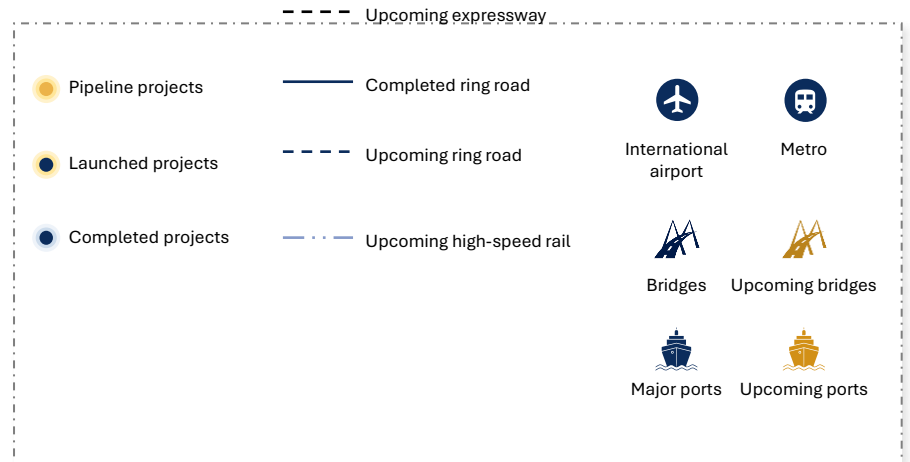 Upcoming expressway
Pipeline projects
Completed ring road
Launched projects
Upcoming ring road
Completed projects
Upcoming high-speed rail
International
airport
Metro
Bridges
Upcoming bridges
Major ports
Upcoming ports